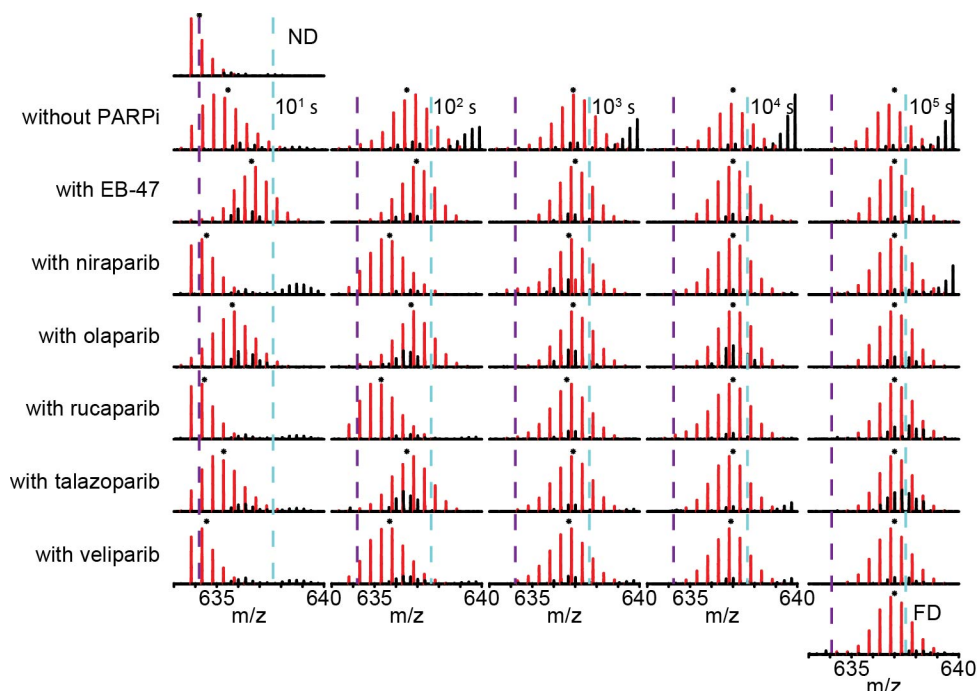 ND
without PARPi
10¹ s
10² s
10³ s
10⁴ s
10⁵ s
with EB-47
with niraparib
with olaparib
with rucaparib
with talazoparib
with veliparib
635 640 635 640 635 640 635 640
m/z m/z m/z m/z
FD
635 640
m/z